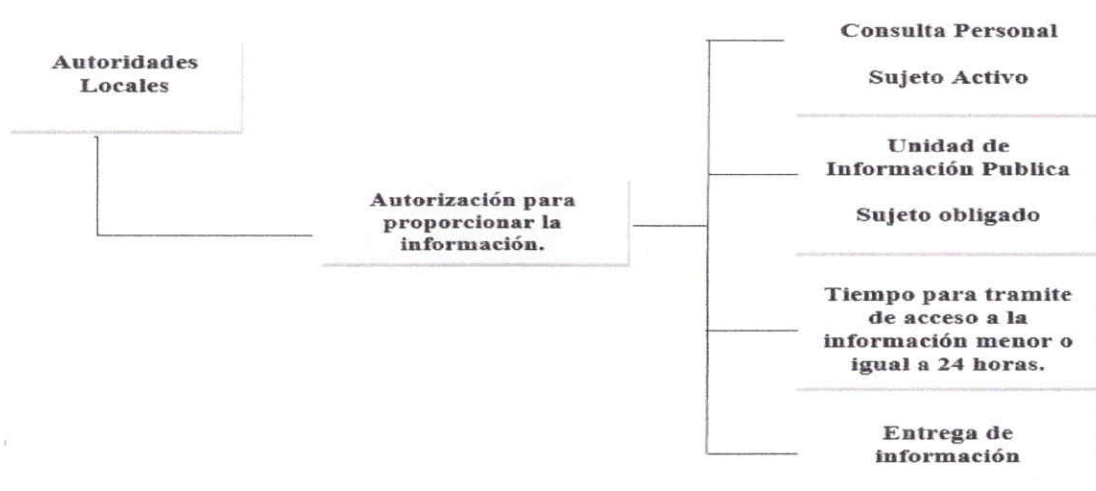 Autoridades
Locales
Autorización para
proporcionar la
información.
Consulta Personal
Sujeto Activo
Unidad de
Información Publica
Sujeto obligado
Tiempo para tramite
de acceso a la
información menor o
igual a 24 horas.
Entrega de
información